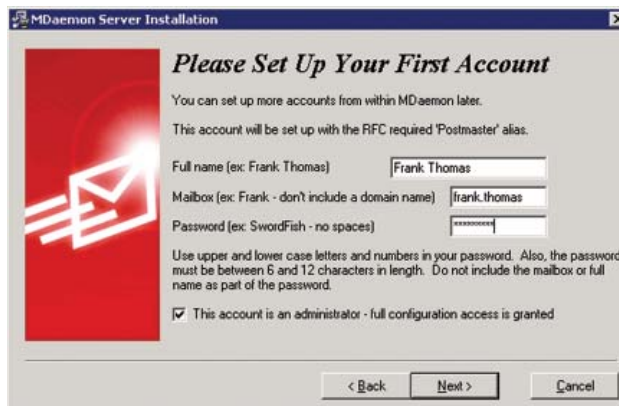 MDaemon Server Installation
Please Set Up Your First Account
You can set up more accounts from within MDaemon later.
This account will be set up with the RFC required 'Postmaster' alias.
Full name (ex: Frank Thomas) Frank Thomas
Mailbox (ex: Frank - don't include a domain name) frank.thomas
Password (ex: SwordFish - no spaces) *********
Use upper and lower case letters and numbers in your password. Also, the password
must be between 6 and 12 characters in length. Do not include the mailbox or full
name as part of the password.
This account is an administrator - full configuration access is granted
< Back Next > Cancel